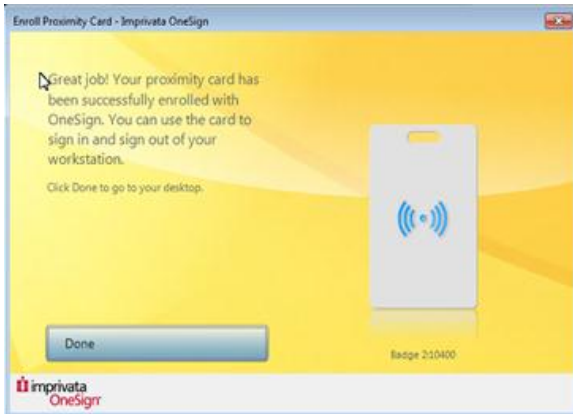 Enroll Proximity Card - Imprivata OneSign
Great job! Your proximity card has
been successfully enrolled with
OneSign. You can use the card to
sign in and sign out of your
workstation.
Click Done to go to your desktop.
Done
Badge 2:10400
imprivata
OneSign